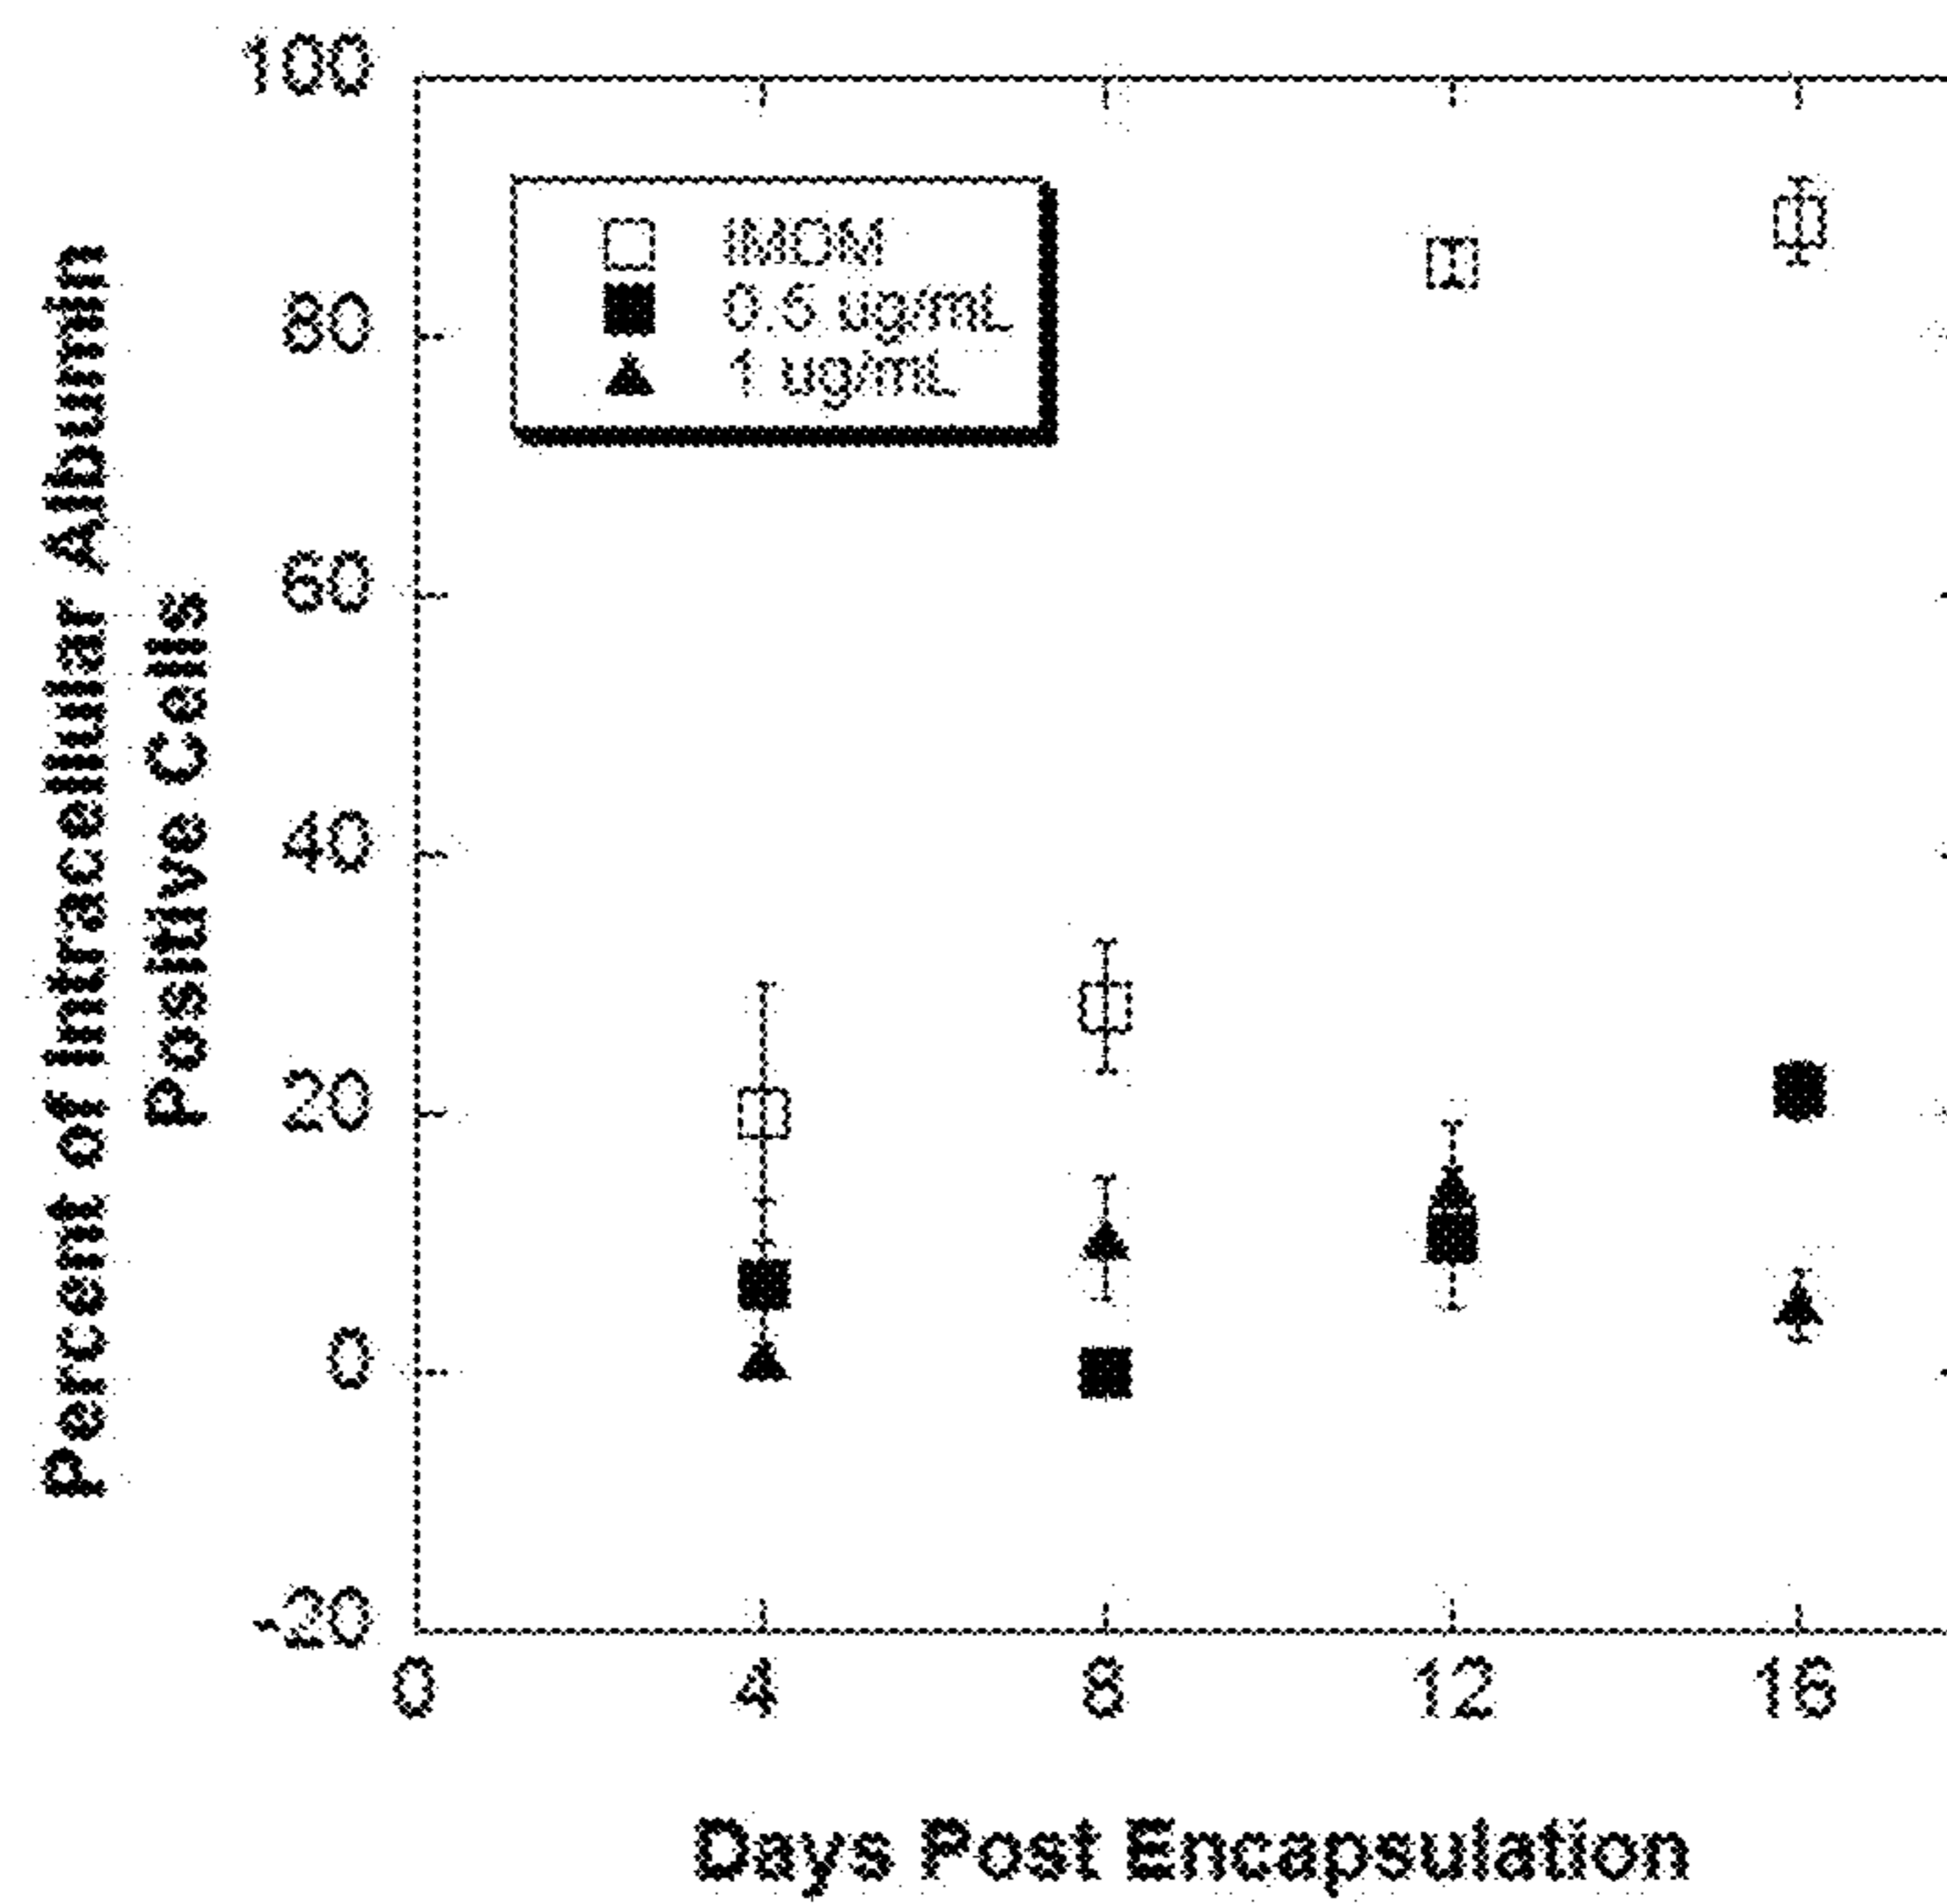 Percent of Intracellular Albumin
Positive Cells
100
80
60
40
20
0
-20
IMDM
0.5 ug/mL
1 ug/mL
0 4 8 12 16
Days Post Encapsulation